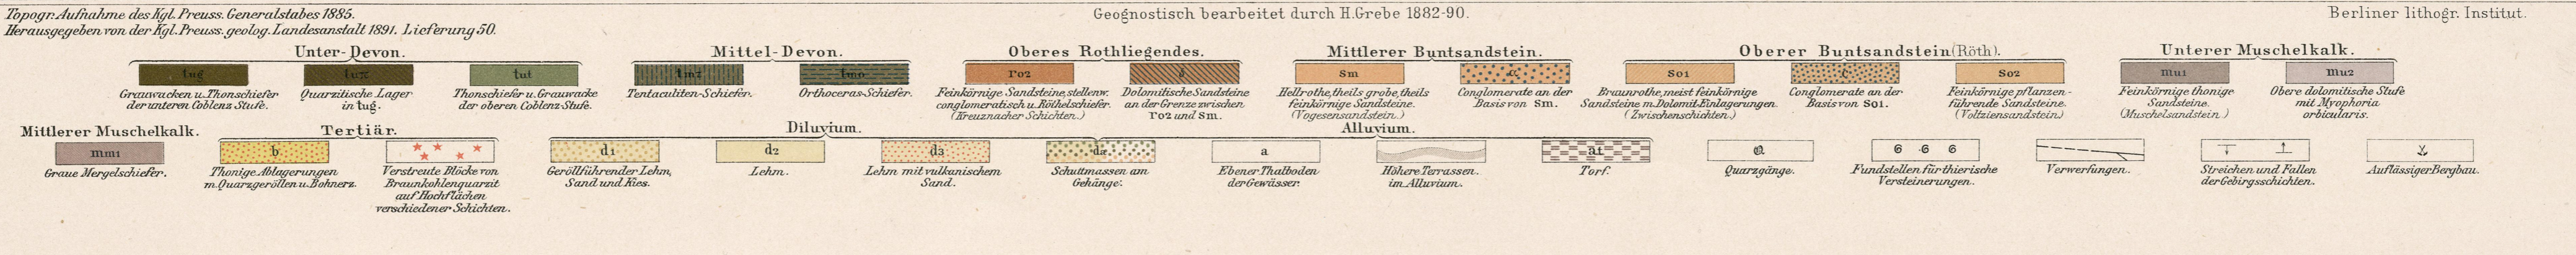 Topogr. Aufnahme des Kgl. Preuss. Generalstabes 1885.
Herausgegeben von der Kgl. Preuss. geolog. Landesanstalt 1891. Lieferung 50.
Geognostisch bearbeitet durch H. Grebe 1882-90.
Berliner lithogr. Institut.
Unter-Devon.
tug
Grauwacken u. Thonschiefer
der unteren Coblenz Stufe.
Quarzitische Lager
in tug.
tut
Thonschiefer u. Grauwacke
der oberen Coblenz Stufe.
Mittel-Devon.
Tentaculiten-Schiefer.
Orthoceras-Schiefer.
Oberes Rothliegendes.
ro2
Feinkörnige Sandsteine, stellenw.
conglomeratisch u. Röthelschiefer.
(Kreuznacher Schichten.)
Dolomitische Sandsteine
an der Grenze zwischen
ro2 und sm.
Mittlerer Buntsandstein.
sm
Hellrothe, theils grobe, theils
feinkörnige Sandsteine.
(Vogesensandstein.)
Conglomerate an der
Basis von sm.
Oberer Buntsandstein (Röth).
so1
Braunrothe, meist feinkörnige
Sandsteine m. Dolomit-Einlagerungen.
(Zwischenschichten.)
Conglomerate an der
Basis von so1.
so2
Feinkörnige pflanzen-
führende Sandsteine.
(Voltziensandstein)
Unterer Muschelkalk.
mu1
Feinkörnige thonige
Sandsteine.
(Muschelsandstein.)
mu2
Obere dolomitische Stufe
mit Myophoria
orbicularis.
Mittlerer Muschelkalk.
mm1
Graue Mergelschiefer.
Tertiär.
b
Thonige Ablagerungen
m. Quarzgeröllen u. Bohnerz.
Verstreute Blöcke von
Braunkohlenquarzit
auf Hochflächen
verschiedener Schichten.
Diluvium.
d1
Geröllführender Lehm,
Sand und Kies.
d2
Lehm.
d3
Lehm mit vulkanischem
Sand.
Schuttmassen am
Gehänge.
Alluvium.
a
Ebener Thalboden
der Gewässer.
Höhere Terrassen
im Alluvium.
at
Torf.
Quarzgänge.
Fundstellen für thierische
Versteinerungen.
Verwerfungen.
Streichen und Fallen
der Gebirgsschichten.
Auflässiger Bergbau.